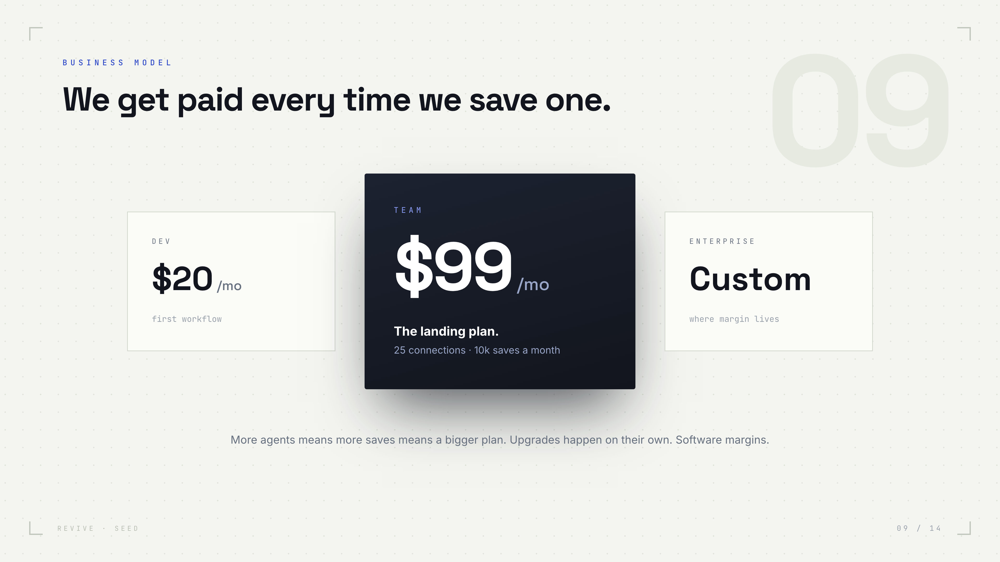 BUSINESS MODEL
We get paid every time we save one.
09
DEV
$20 /mo
first workflow
TEAM
$99 /mo
The landing plan.
25 connections · 10k saves a month
ENTERPRISE
Custom
where margin lives
More agents means more saves means a bigger plan. Upgrades happen on their own. Software margins.
REVIVE · SEED
09 / 14